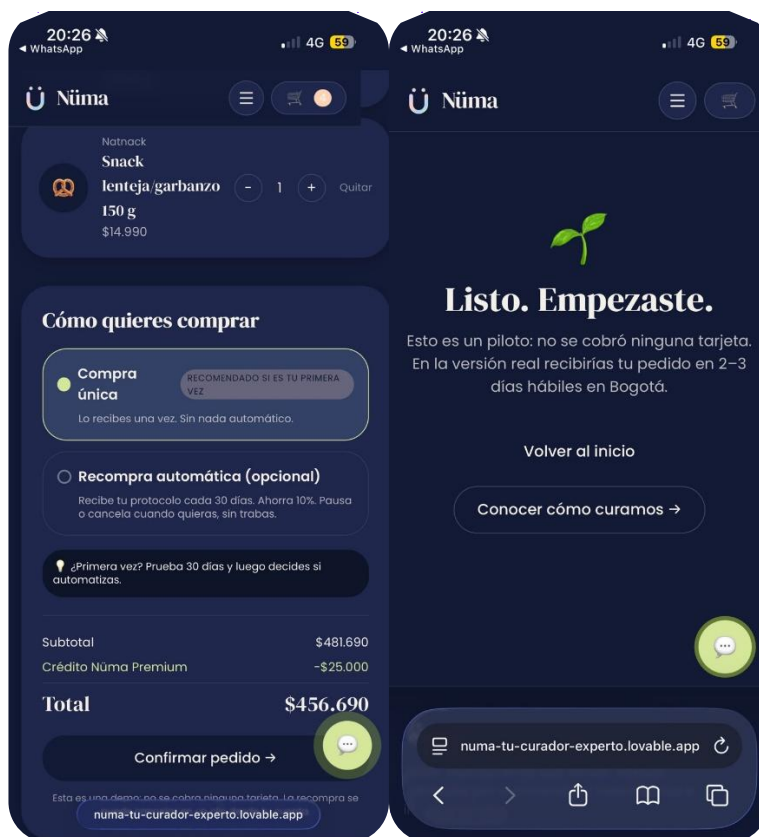 20:26
WhatsApp
4G 59
Nüma
Natnack
Snack
lenteja/garbanzo
150 g
- 1 + Quitar
$14.990
Cómo quieres comprar
Compra
única
RECOMENDADO SI ES TU PRIMERA
VEZ
Lo recibes una vez. Sin nada automático.
Recompra automática (opcional)
Recibe tu protocolo cada 30 días. Ahorra 10%. Pausa
o cancela cuando quieras, sin trabas.
¿Primera vez? Prueba 30 días y luego decides si
automatizas.
Subtotal $481.690
Crédito Nüma Premium -$25.000
Total $456.690
Confirmar pedido →
Esta es una demo: no se cobra ninguna tarjeta. La recompra se
numa-tu-curador-experto.lovable.app
20:26
WhatsApp
4G 59
Nüma
Listo. Empezaste.
Esto es un piloto: no se cobró ninguna tarjeta.
En la versión real recibirías tu pedido en 2–3
días hábiles en Bogotá.
Volver al inicio
Conocer cómo curamos →
numa-tu-curador-experto.lovable.app